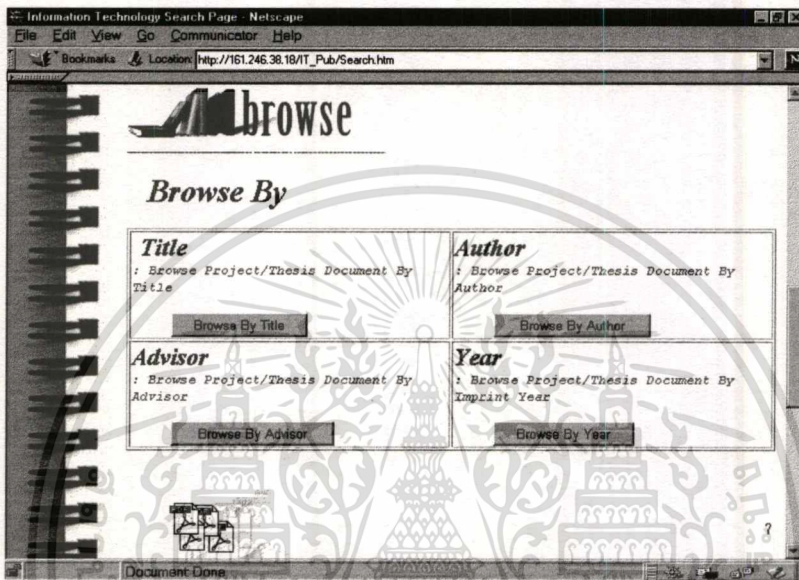 Information Technology Search Page - Netscape
File Edit View Go Communicator Help
Bookmarks Location: http://161.246.38.18/IT_Pub/Search.htm
browse
Browse By
Title
: Browse Project/Thesis Document By
Title
Browse By Title
Author
: Browse Project/Thesis Document By
Author
Browse By Author
Advisor
: Browse Project/Thesis Document By
Advisor
Browse By Advisor
Year
: Browse Project/Thesis Document By
Imprint Year
Browse By Year
Document Done